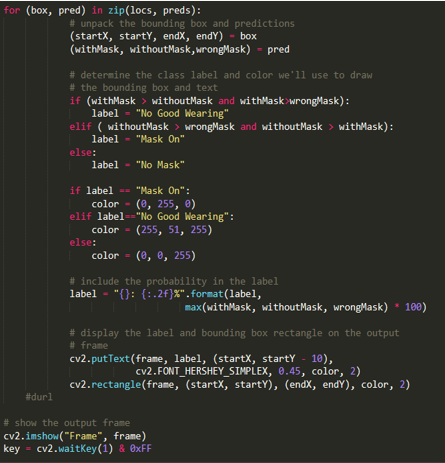 for (box, pred) in zip(locs, preds):
# unpack the bounding box and predictions
(startX, startY, endX, endY) = box
(withMask, withoutMask,wrongMask) = pred
# determine the class label and color we'll use to draw
# the bounding box and text
if (withMask > withoutMask and withMask>wrongMask):
label = "No Good Wearing"
elif ( withoutMask > wrongMask and withoutMask > withMask):
label = "Mask On"
else:
label = "No Mask"
if label == "Mask On":
color = (0, 255, 0)
elif label=="No Good Wearing":
color = (255, 51, 255)
else:
color = (0, 0, 255)
# include the probability in the label
label = "{}: {:.2f}%".format(label,
max(withMask, withoutMask, wrongMask) * 100)
# display the label and bounding box rectangle on the output
# frame
cv2.putText(frame, label, (startX, startY - 10),
cv2.FONT_HERSHEY_SIMPLEX, 0.45, color, 2)
cv2.rectangle(frame, (startX, startY), (endX, endY), color, 2)
#durl
# show the output frame
cv2.imshow("Frame", frame)
key = cv2.waitKey(1) & 0xFF